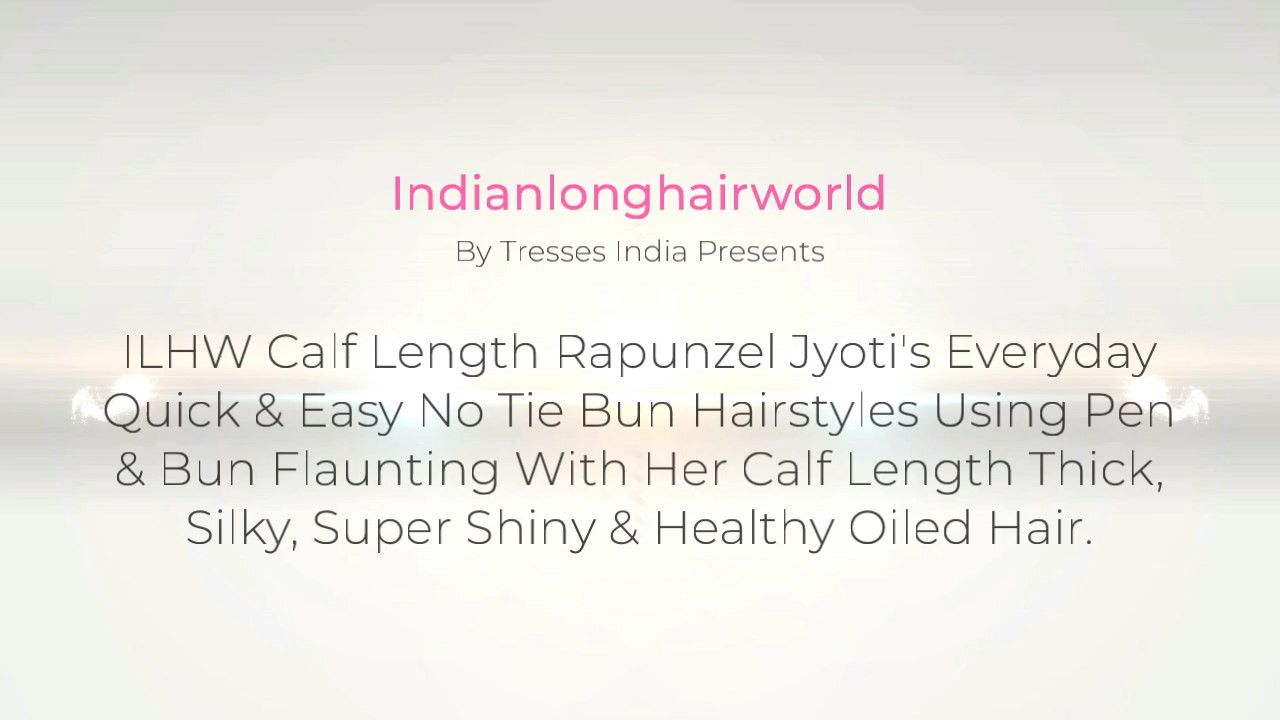 Indianlonghairworld
By Tresses India Presents
ILHW Calf Length Rapunzel Jyoti's Everyday
Quick & Easy No Tie Bun Hairstyles Using Pen
& Bun Flaunting With Her Calf Length Thick,
Silky, Super Shiny & Healthy Oiled Hair.